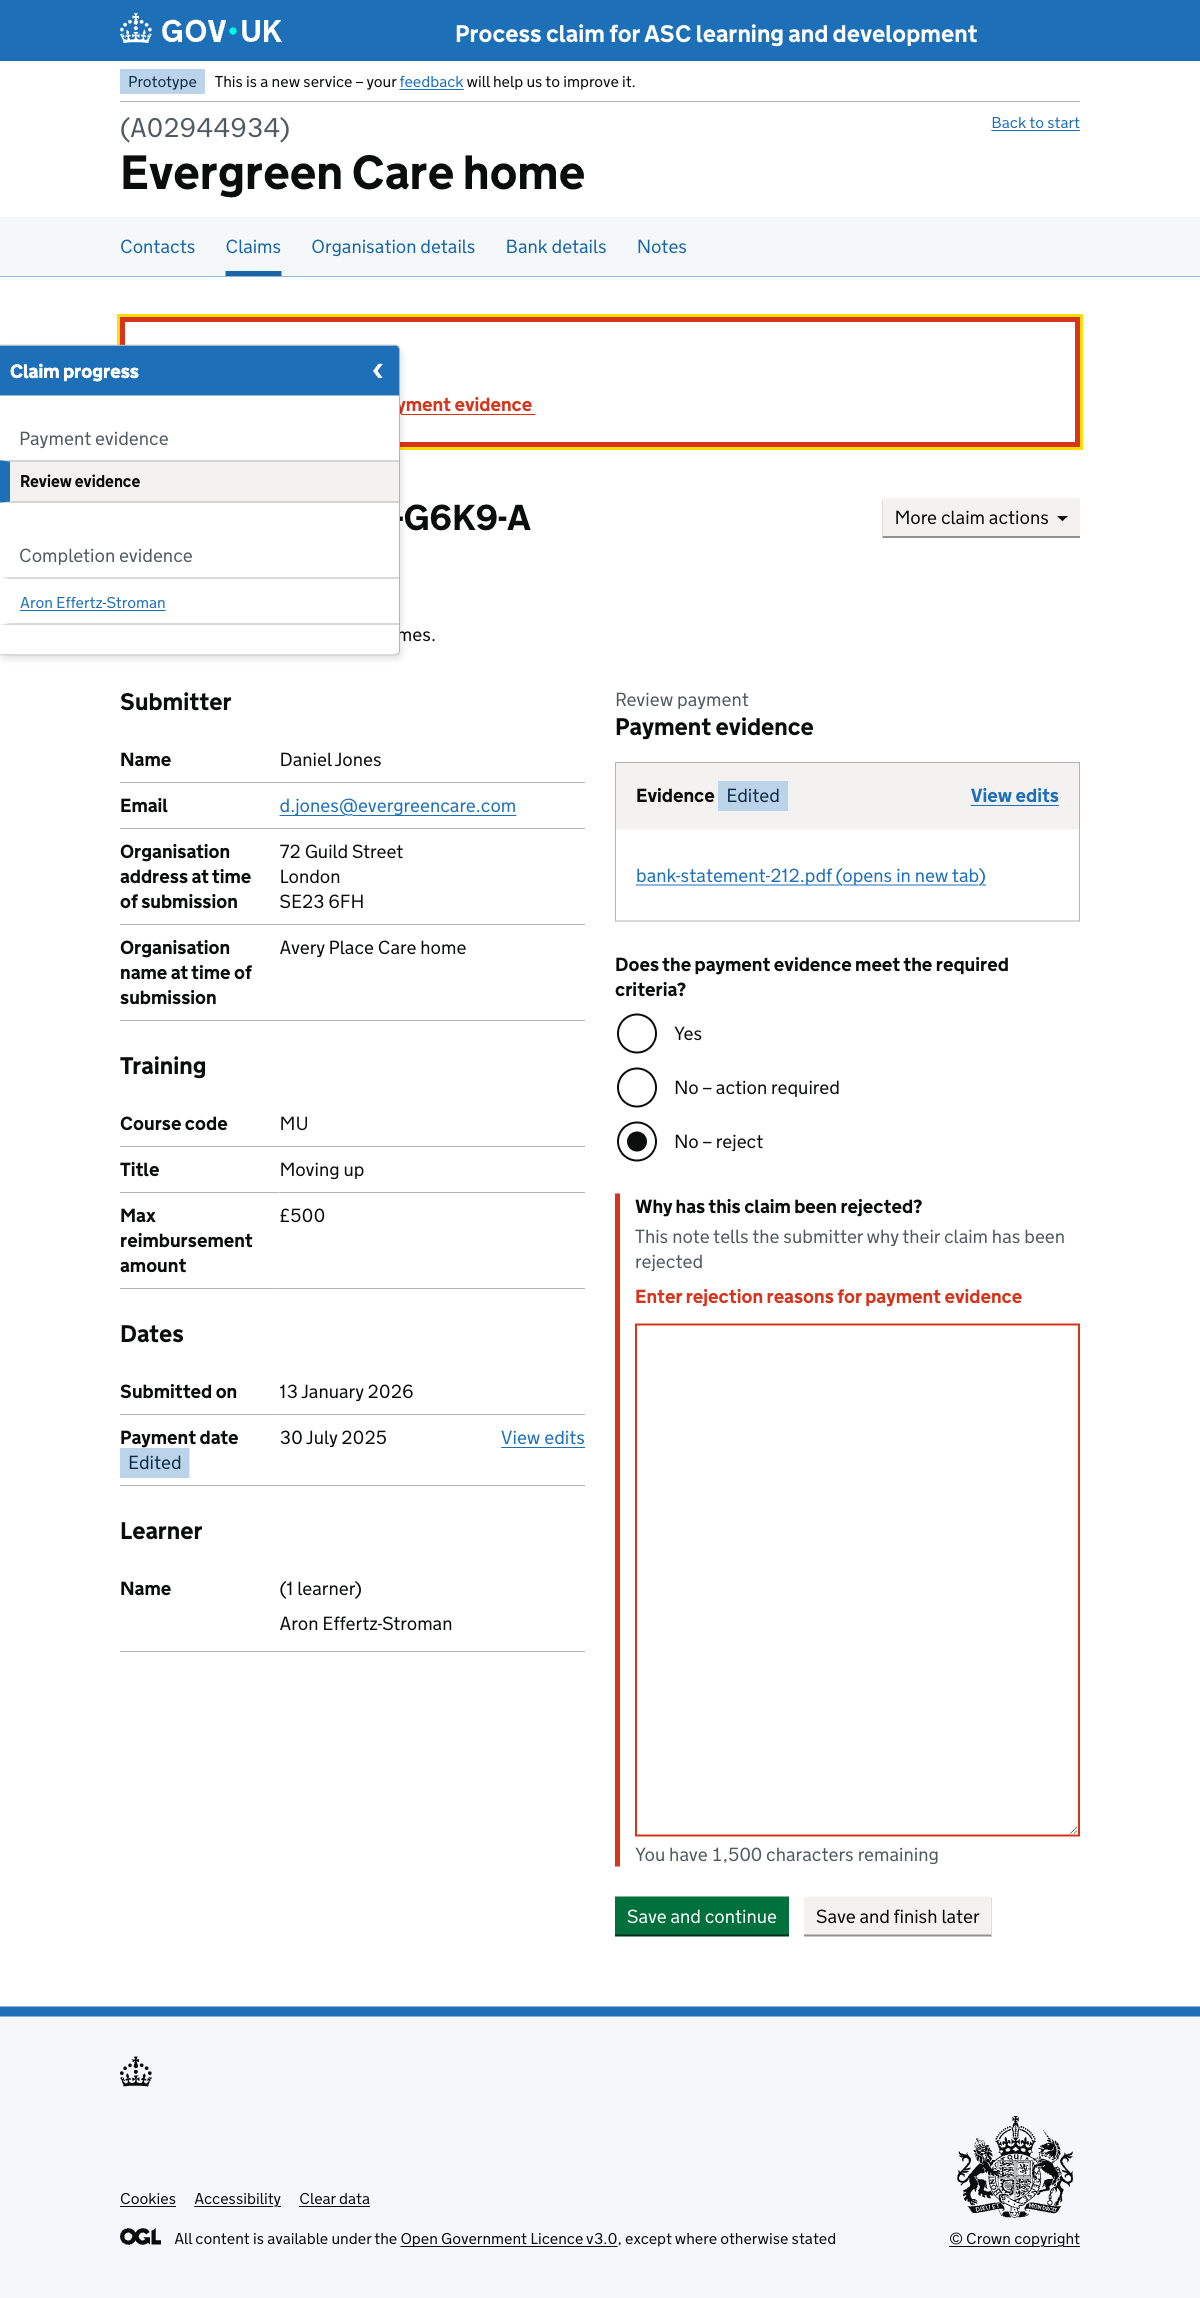 GOV•UK
Process claim for ASC learning and development
Prototype This is a new service – your feedback will help us to improve it.
(A02944934)
Back to start
Evergreen Care home
Contacts Claims Organisation details Bank details Notes
Claim progress
yment evidence
Payment evidence
Review evidence
-G6K9-A
More claim actions
Completion evidence
Aron Effertz-Stroman
mes.
Submitter
Name Daniel Jones
Email d.jones@evergreencare.com
Organisation address at time of submission
72 Guild Street
London
SE23 6FH
Organisation name at time of submission
Avery Place Care home
Training
Course code MU
Title Moving up
Max reimbursement amount
£500
Dates
Submitted on 13 January 2026
Payment date 30 July 2025 View edits
Edited
Learner
Name (1 learner)
Aron Effertz-Stroman
Review payment
Payment evidence
Evidence Edited View edits
bank-statement-212.pdf (opens in new tab)
Does the payment evidence meet the required
criteria?
Yes
No – action required
No – reject
Why has this claim been rejected?
This note tells the submitter why their claim has been
rejected
Enter rejection reasons for payment evidence
You have 1,500 characters remaining
Save and continue Save and finish later
Cookies Accessibility Clear data
OGL All content is available under the Open Government Licence v3.0, except where otherwise stated
© Crown copyright